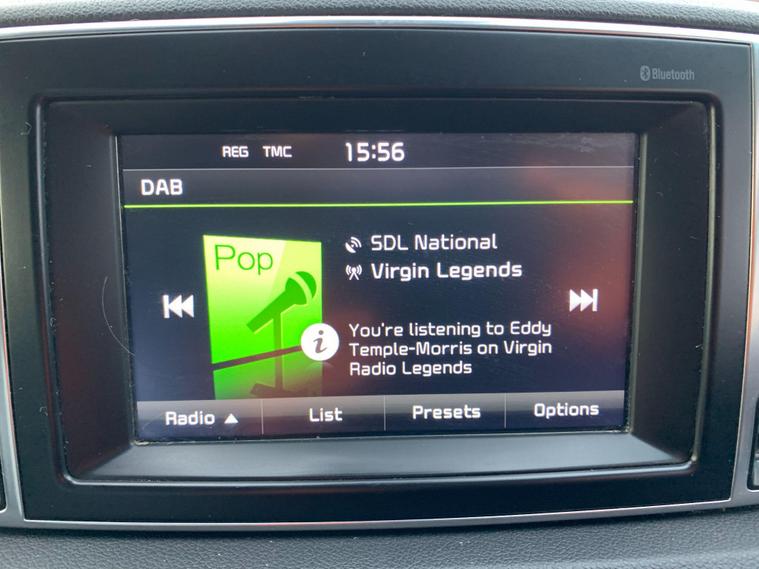 Bluetooth
REG TMC 15:56
DAB
Pop
SDL National
Virgin Legends
i
You're listening to Eddy
Temple-Morris on Virgin
Radio Legends
Radio List Presets Options